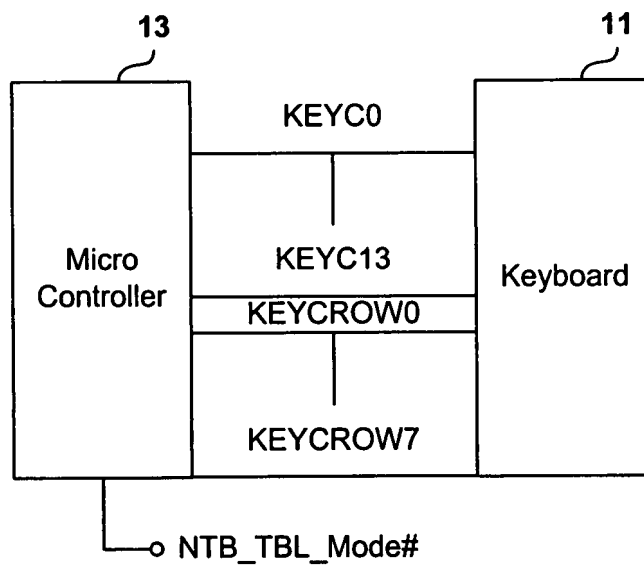 13
11
KEYC0
Micro
Controller
KEYC13
Keyboard
KEYCROW0
KEYCROW7
NTB_TBL_Mode#